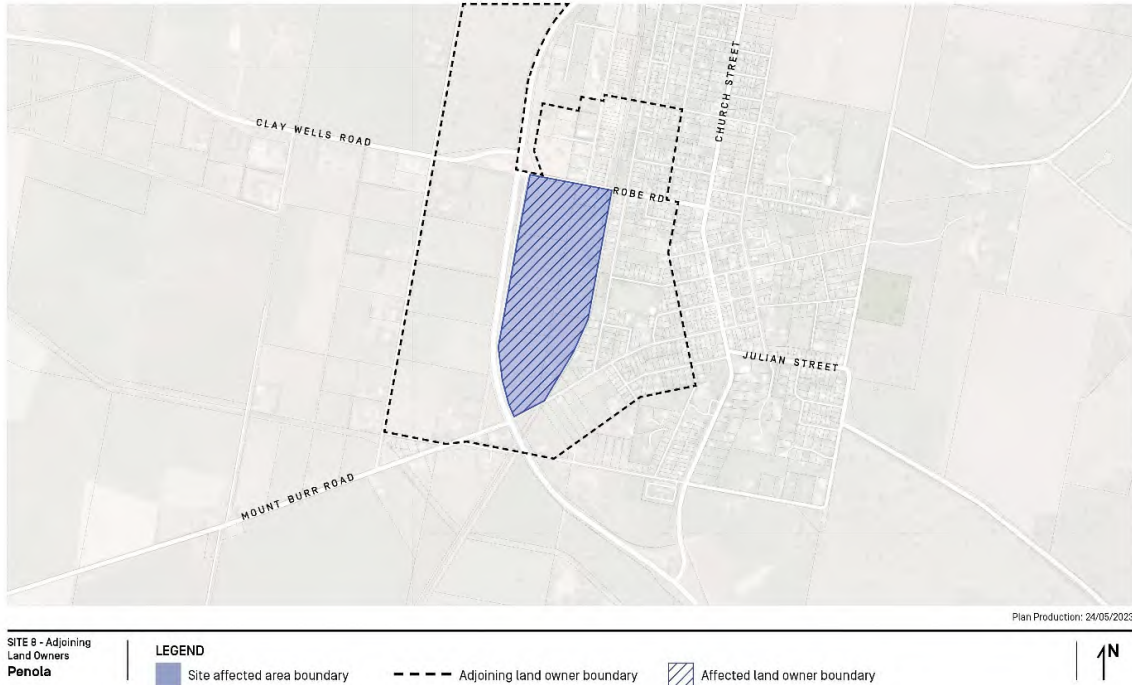 CHURCH STREET
CLAY WELLS ROAD
ROBE RD
JULIAN STREET
MOUNT BURR ROAD
Plan Production: 24/05/2023
SITE 8 - Adjoining
Land Owners
Penola
LEGEND
Site affected area boundary
Adjoining land owner boundary
Affected land owner boundary
N